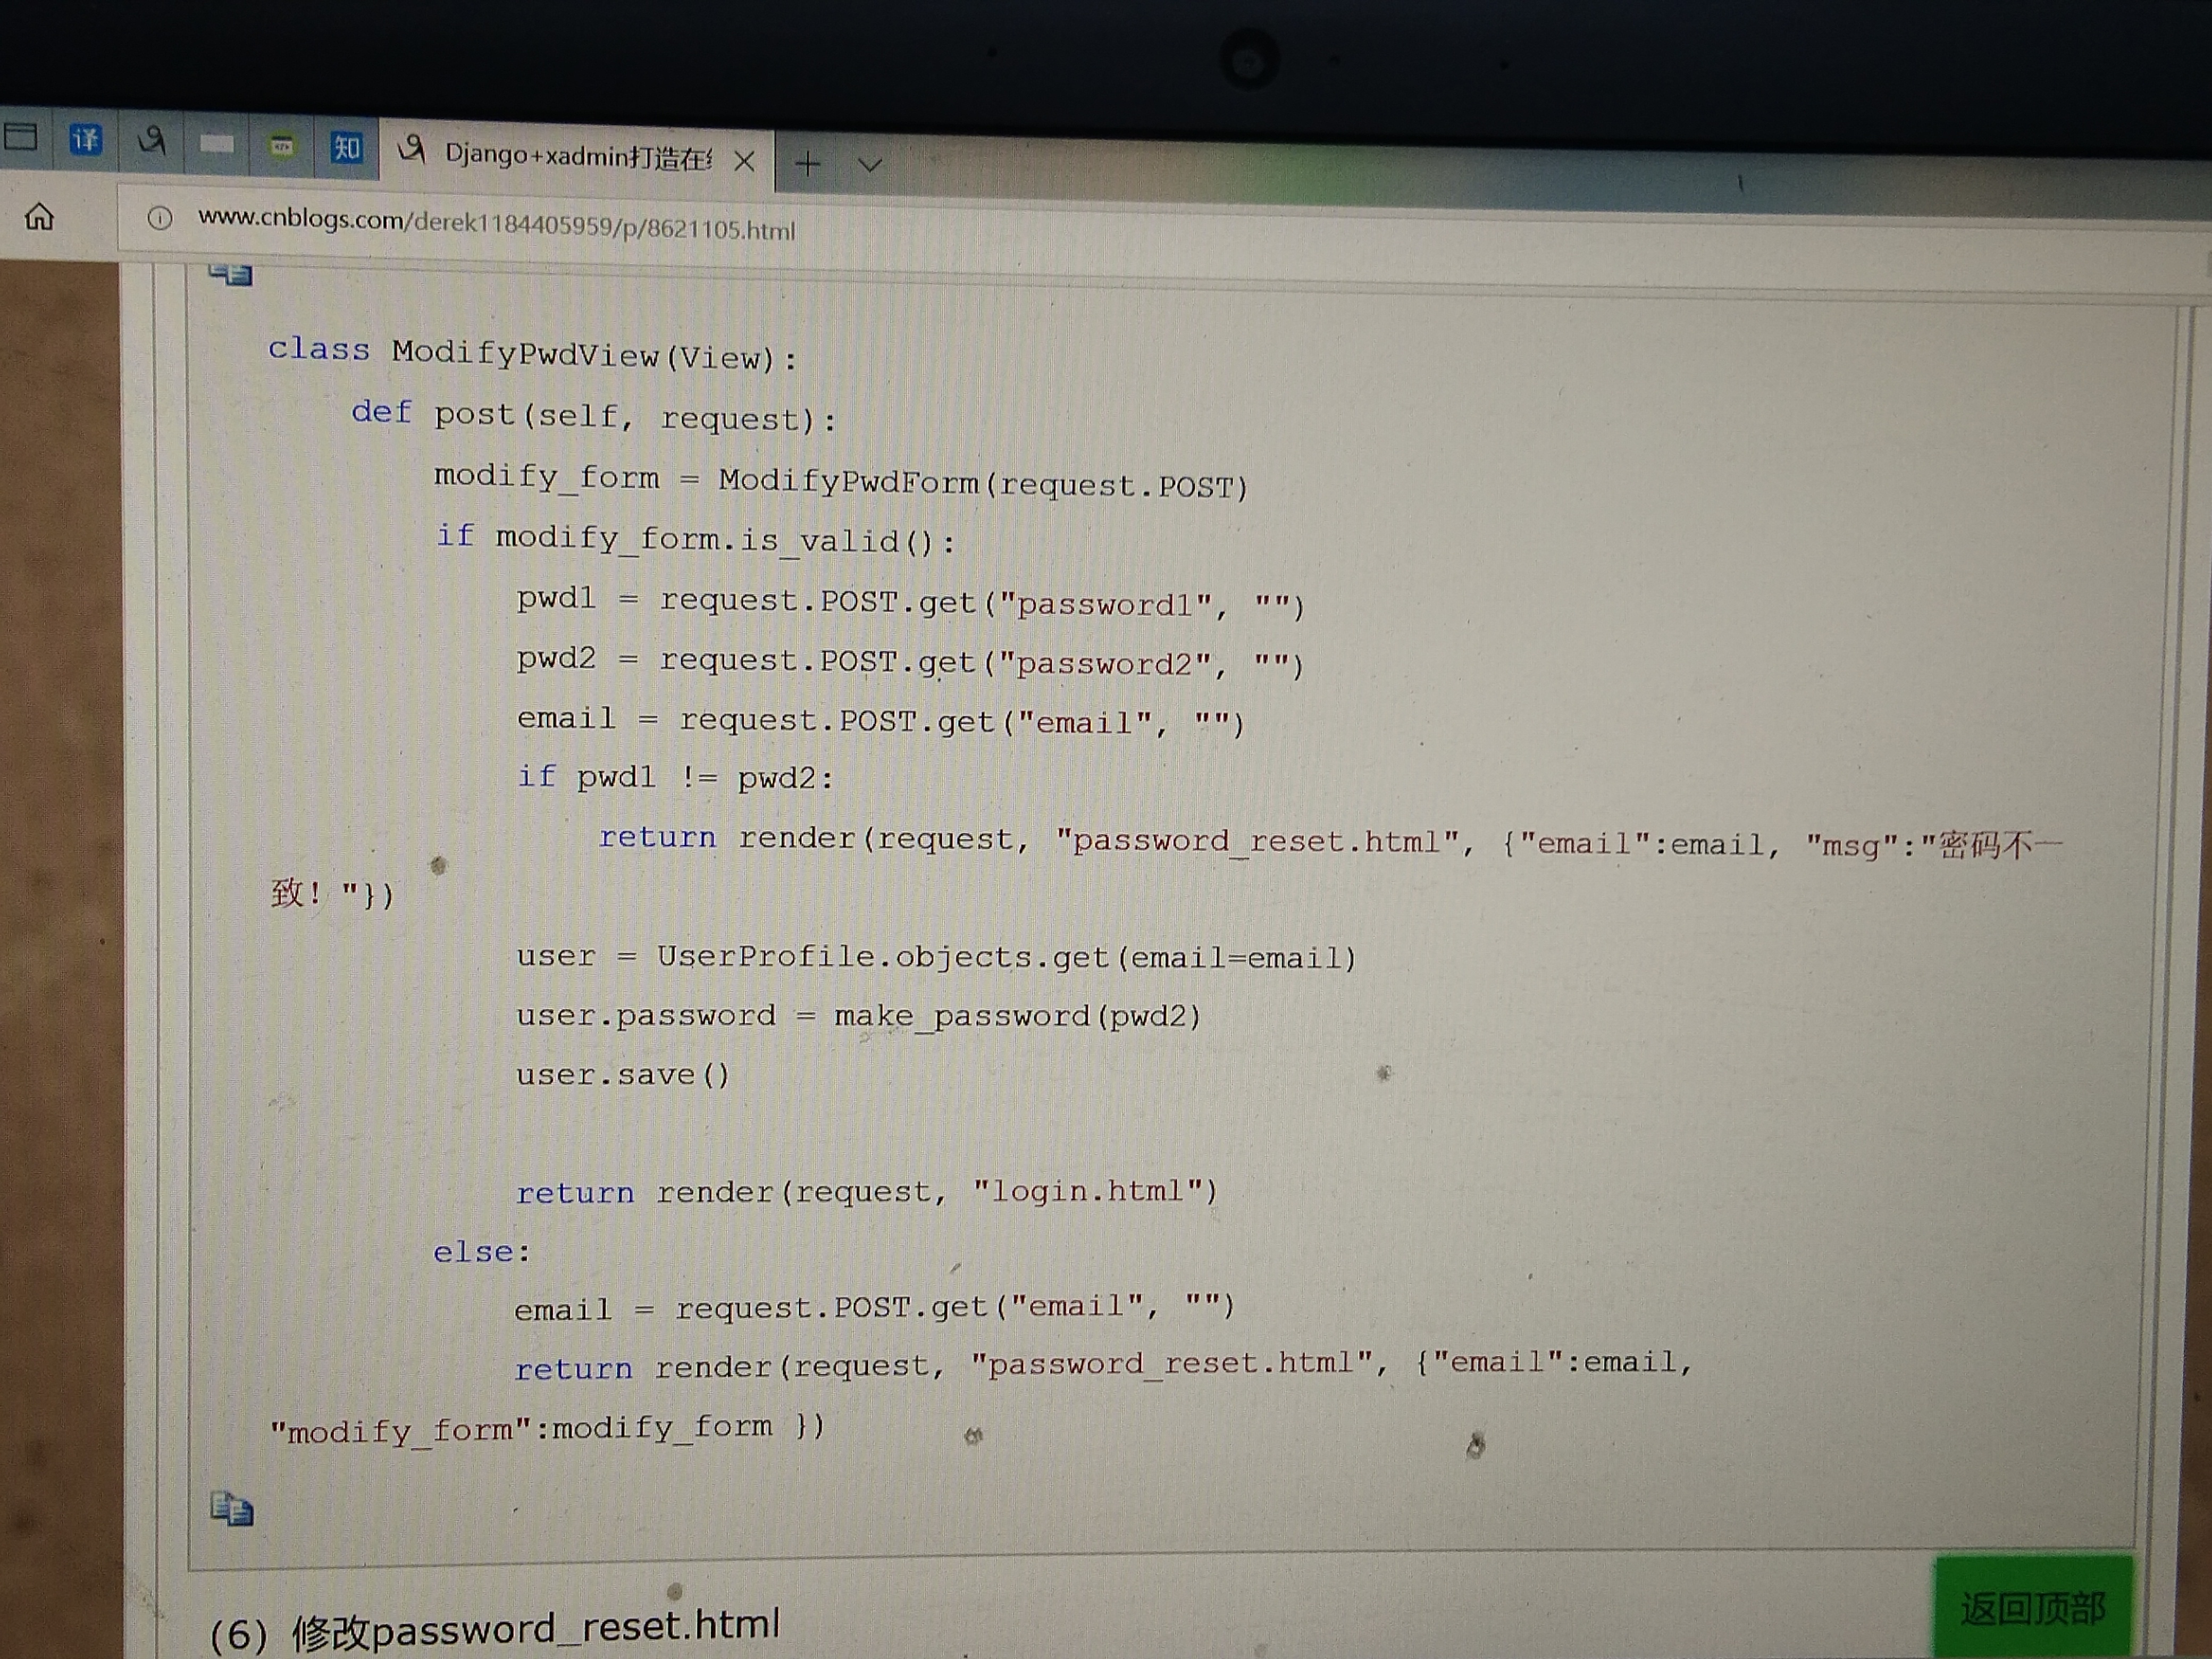 译
知
Django+xadmin打造在
www.cnblogs.com/derek1184405959/p/8621105.html
class ModifyPwdView(View):
def post(self, request):
modify_form = ModifyPwdForm(request.POST)
if modify_form.is_valid():
pwd1 = request.POST.get("password1", "")
pwd2 = request.POST.get("password2", "")
email = request.POST.get("email", "")
if pwd1 != pwd2:
return render(request, "password_reset.html", {"email":email, "msg":"密码不一
致！"})
user = UserProfile.objects.get(email=email)
user.password = make_password(pwd2)
user.save()
return render(request, "login.html")
else:
email = request.POST.get("email", "")
return render(request, "password_reset.html", {"email":email,
"modify_form":modify_form })
(6) 修改password_reset.html
返回顶部